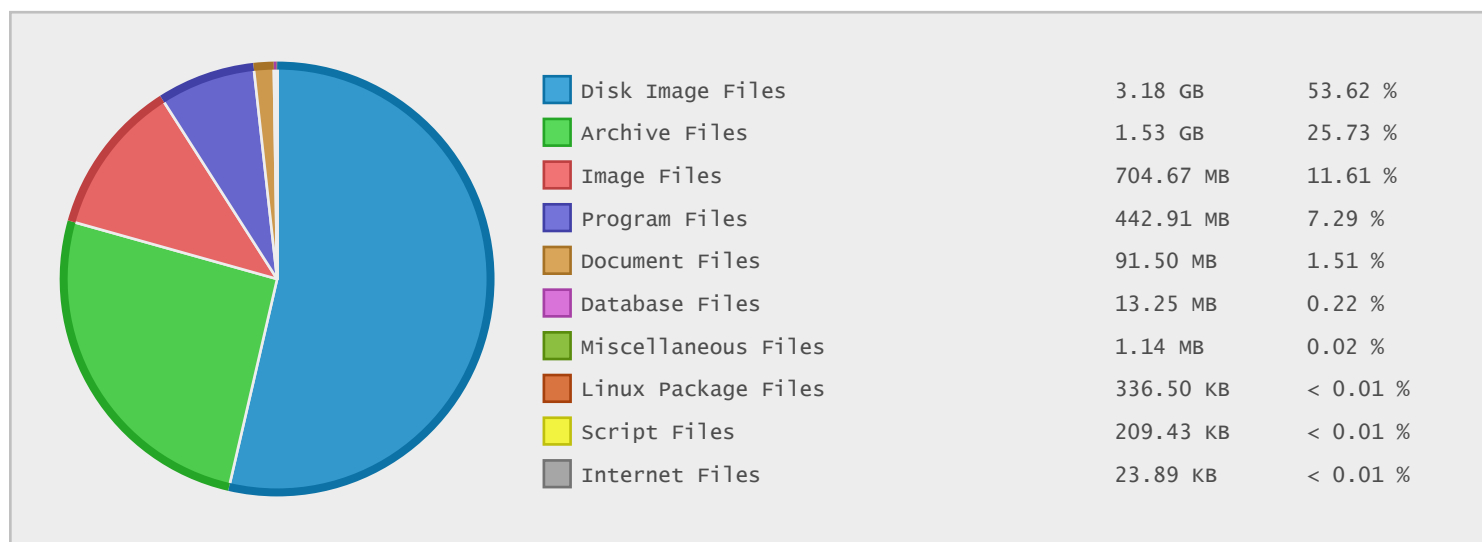 Disk Image Files 3.18 GB 53.62 %
Archive Files 1.53 GB 25.73 %
Image Files 704.67 MB 11.61 %
Program Files 442.91 MB 7.29 %
Document Files 91.50 MB 1.51 %
Database Files 13.25 MB 0.22 %
Miscellaneous Files 1.14 MB 0.02 %
Linux Package Files 336.50 KB < 0.01 %
Script Files 209.43 KB < 0.01 %
Internet Files 23.89 KB < 0.01 %